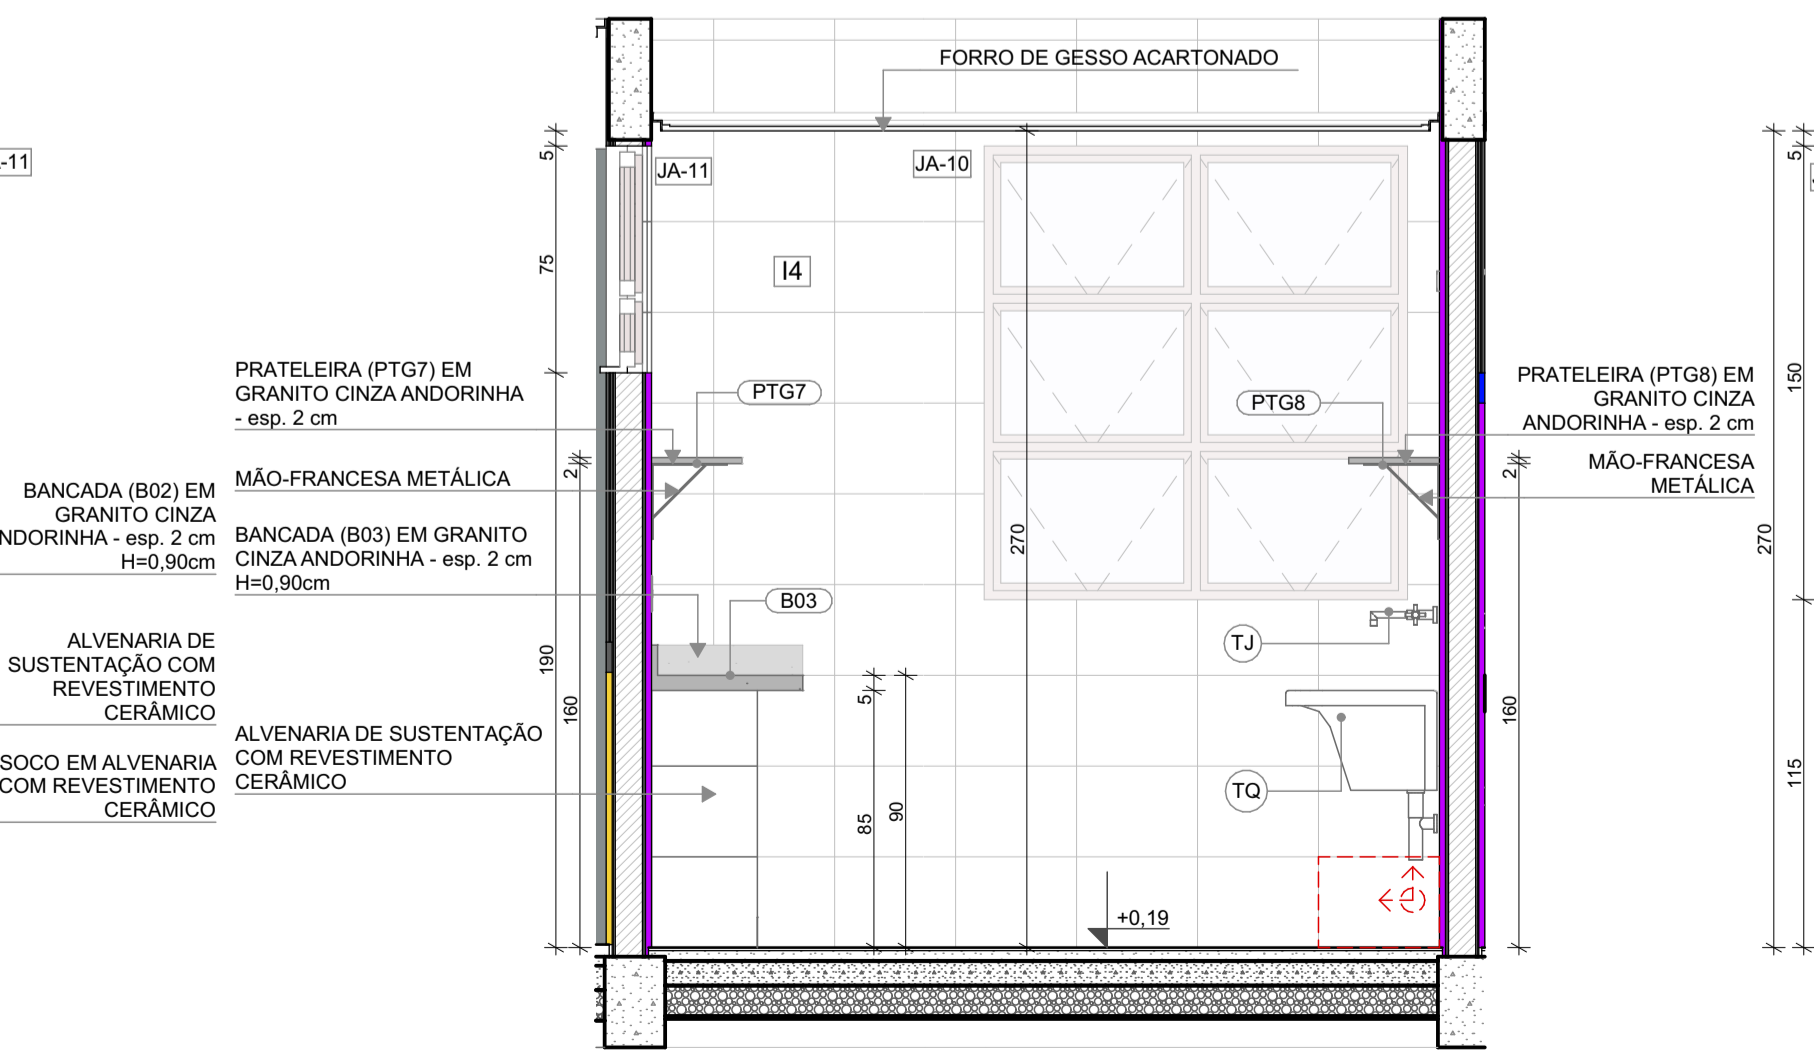 FORRO DE GESSO ACARTONADO
-11
JA-11
JA-10
5
5
75
I4
PRATELEIRA (PTG7) EM
GRANITO CINZA ANDORINHA
- esp. 2 cm
PTG7
PTG8
PRATELEIRA (PTG8) EM
GRANITO CINZA
ANDORINHA - esp. 2 cm
150
2
MÃO-FRANCESA METÁLICA
2
MÃO-FRANCESA
METÁLICA
BANCADA (B02) EM
GRANITO CINZA
NDORINHA - esp. 2 cm
H=0,90cm
BANCADA (B03) EM GRANITO
CINZA ANDORINHA - esp. 2 cm
H=0,90cm
270
270
B03
TJ
ALVENARIA DE
SUSTENTAÇÃO COM
REVESTIMENTO
CERÂMICO
190
160
5
160
ALVENARIA DE SUSTENTAÇÃO
COM REVESTIMENTO
CERÂMICO
SOCO EM ALVENARIA
COM REVESTIMENTO
CERÂMICO
85
90
TQ
115
+0,19